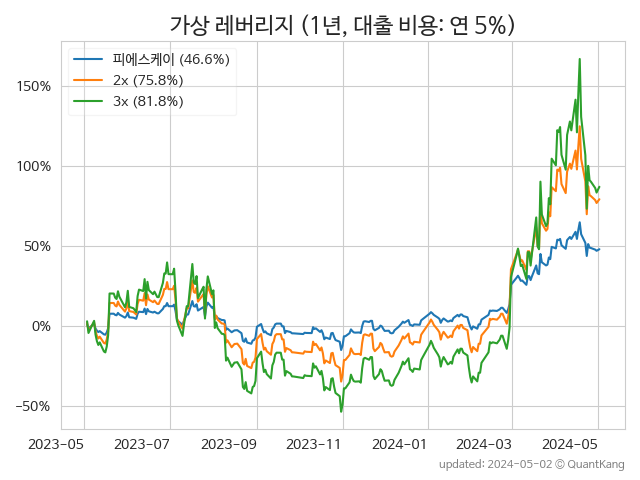 가상 레버리지 (1년, 대출 비용: 연 5%)
피에스케이 (46.6%)
2x (75.8%)
3x (81.8%)
150%
100%
50%
0%
−50%
2023−05 2023−07 2023−09 2023−11 2024−01 2024−03 2024−05
updated: 2024-05-02 © QuantKang